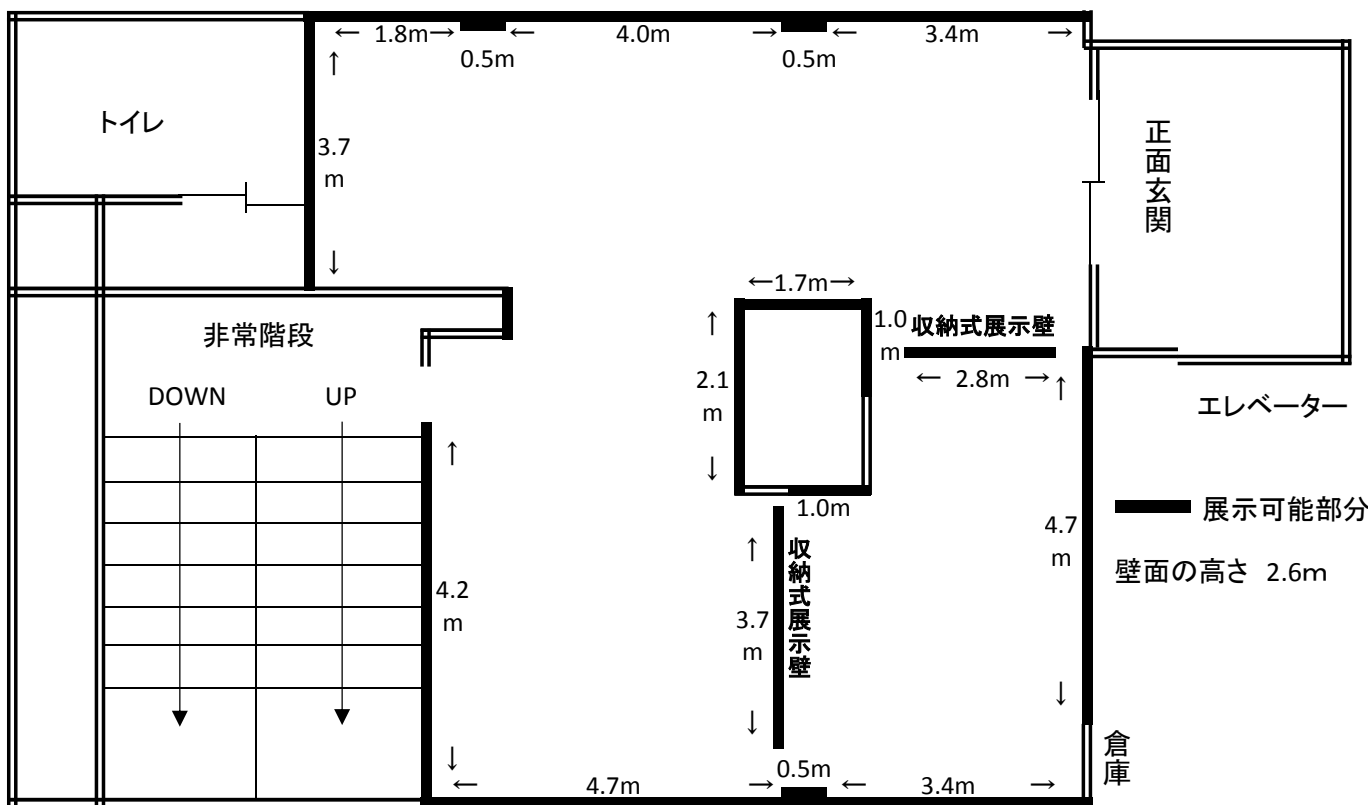 1.8m
4.0m
3.4m
0.5m
0.5m
トイレ
3.7
m
正面玄関
1.7m
非常階段
1.0
m
収納式展示壁
2.8m
2.1
m
DOWN
UP
エレベーター
1.0m
展示可能部分
4.7
m
収納式展示壁
壁面の高さ 2.6m
4.2
m
3.7
m
倉庫
0.5m
4.7m
3.4m